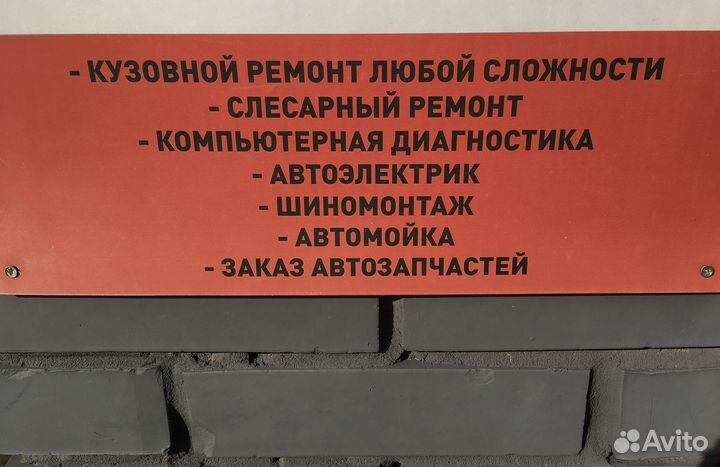 - КУЗОВНОЙ РЕМОНТ ЛЮБОЙ СЛОЖНОСТИ
- СЛЕСАРНЫЙ РЕМОНТ
- КОМПЬЮТЕРНАЯ ДИАГНОСТИКА
- АВТОЭЛЕКТРИК
- ШИНОМОНТАЖ
- АВТОМОЙКА
- ЗАКАЗ АВТОЗАПЧАСТЕЙ
Avito